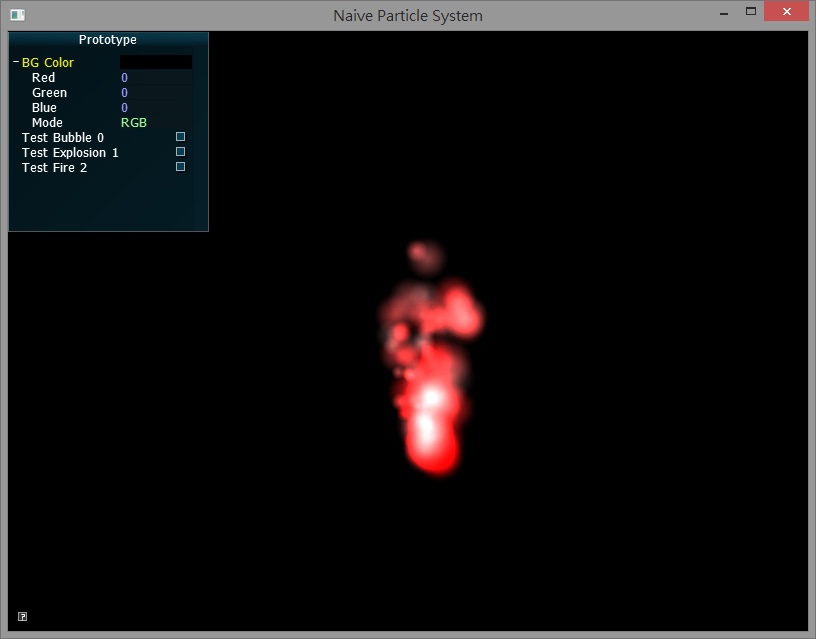 Naive Particle System
Prototype
BG Color
Red 0
Green 0
Blue 0
Mode RGB
Test Bubble 0
Test Explosion 1
Test Fire 2
?